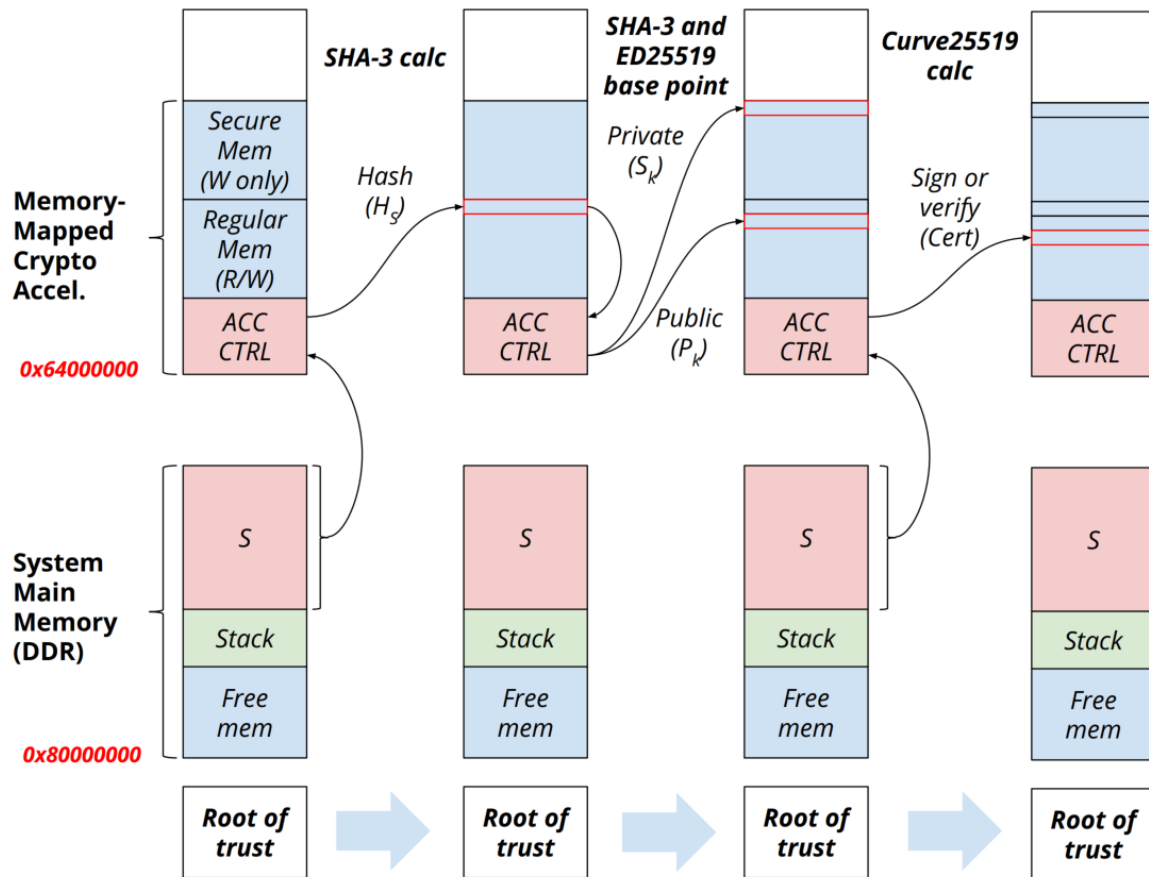 SHA-3 calc
SHA-3 and
ED25519
base point
Curve25519
calc
Memory-
Mapped
Crypto
Accel.
0x64000000
Secure
Mem
(W only)
Regular
Mem
(R/W)
ACC
CTRL
Hash
(H_S)
ACC
CTRL
Private
(S_k)
Public
(P_k)
ACC
CTRL
Sign or
verify
(Cert)
ACC
CTRL
System
Main
Memory
(DDR)
0x80000000
S
Stack
Free
mem
S
Stack
Free
mem
S
Stack
Free
mem
S
Stack
Free
mem
Root of
trust
Root of
trust
Root of
trust
Root of
trust